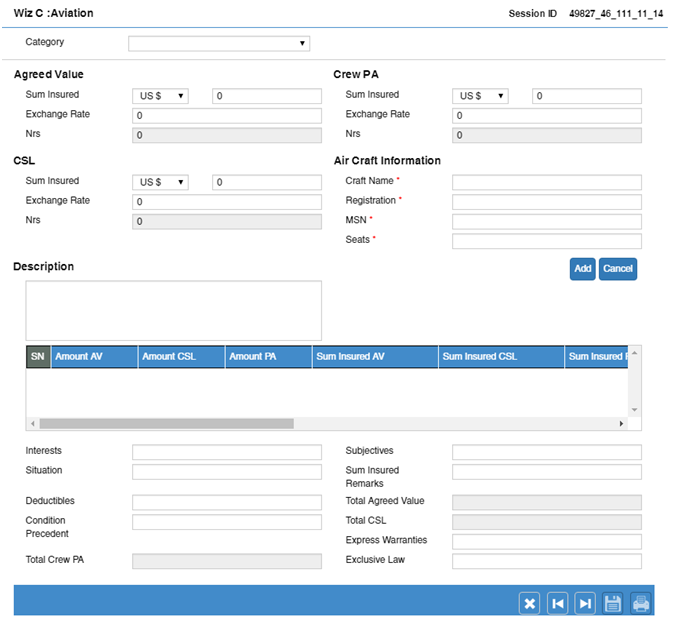 Wiz C :Aviation
Session ID 49827_46_111_11_14
Category
Agreed Value
Sum Insured US $ 0
Exchange Rate 0
Nrs 0
Crew PA
Sum Insured US $ 0
Exchange Rate 0
Nrs 0
CSL
Sum Insured US $ 0
Exchange Rate 0
Nrs 0
Air Craft Information
Craft Name *
Registration *
MSN *
Seats *
Description
Add Cancel
SN Amount AV Amount CSL Amount PA Sum Insured AV Sum Insured CSL Sum Insured
Interests
Situation
Deductibles
Condition
Precedent
Total Crew PA
Subjectives
Sum Insured
Remarks
Total Agreed Value
Total CSL
Express Warranties
Exclusive Law